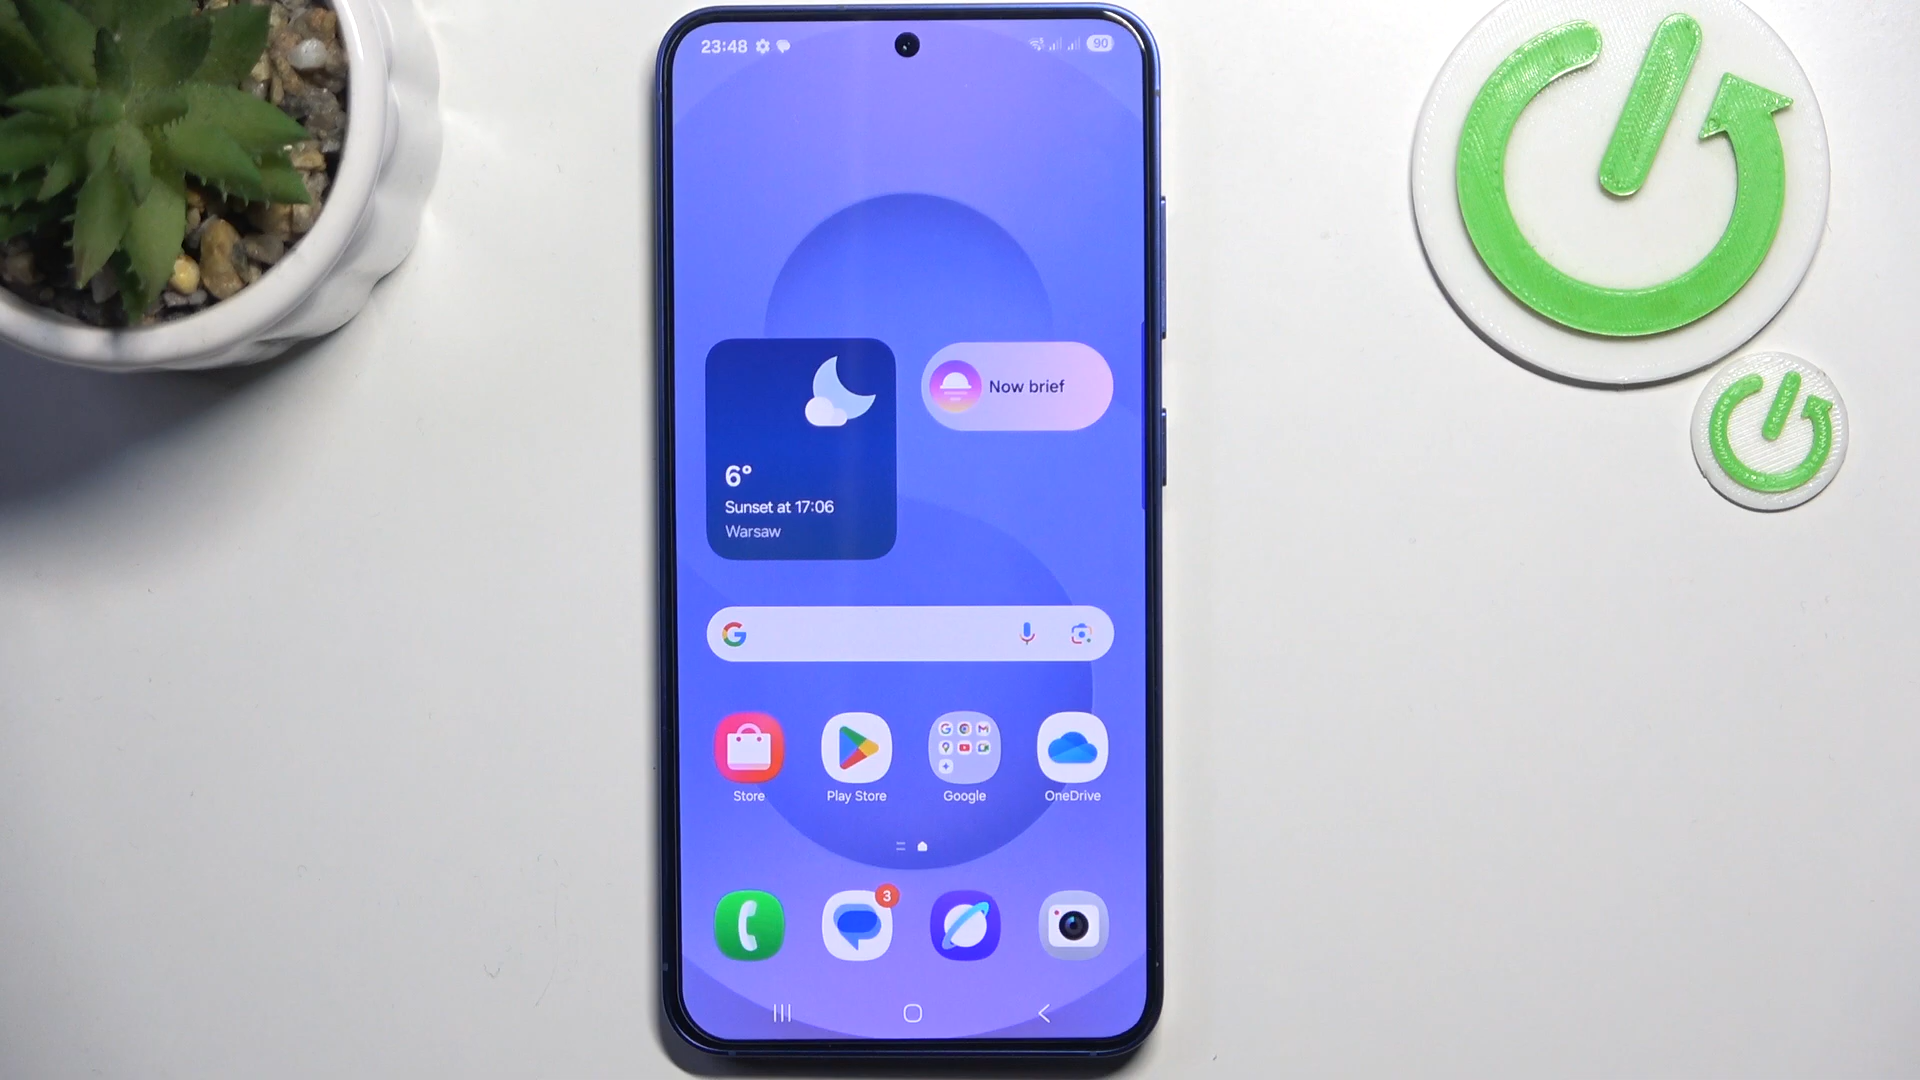 23:48
90
Now brief
6°
Sunset at 17:06
Warsaw
Store
Play Store
Google
OneDrive
3